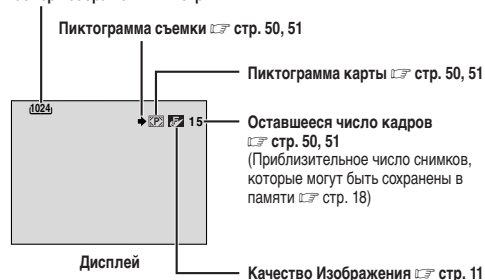 Пиктограмма съемки ☞ стр. 50, 51
Пиктограмма карты ☞ стр. 50, 51
1024
P F 15
Оставшееся число кадров
☞ стр. 50, 51
(Приблизительное число снимков,
которые могут быть сохранены в
памяти ☞ стр. 18)
Дисплей
Качество Изображения ☞ стр. 11